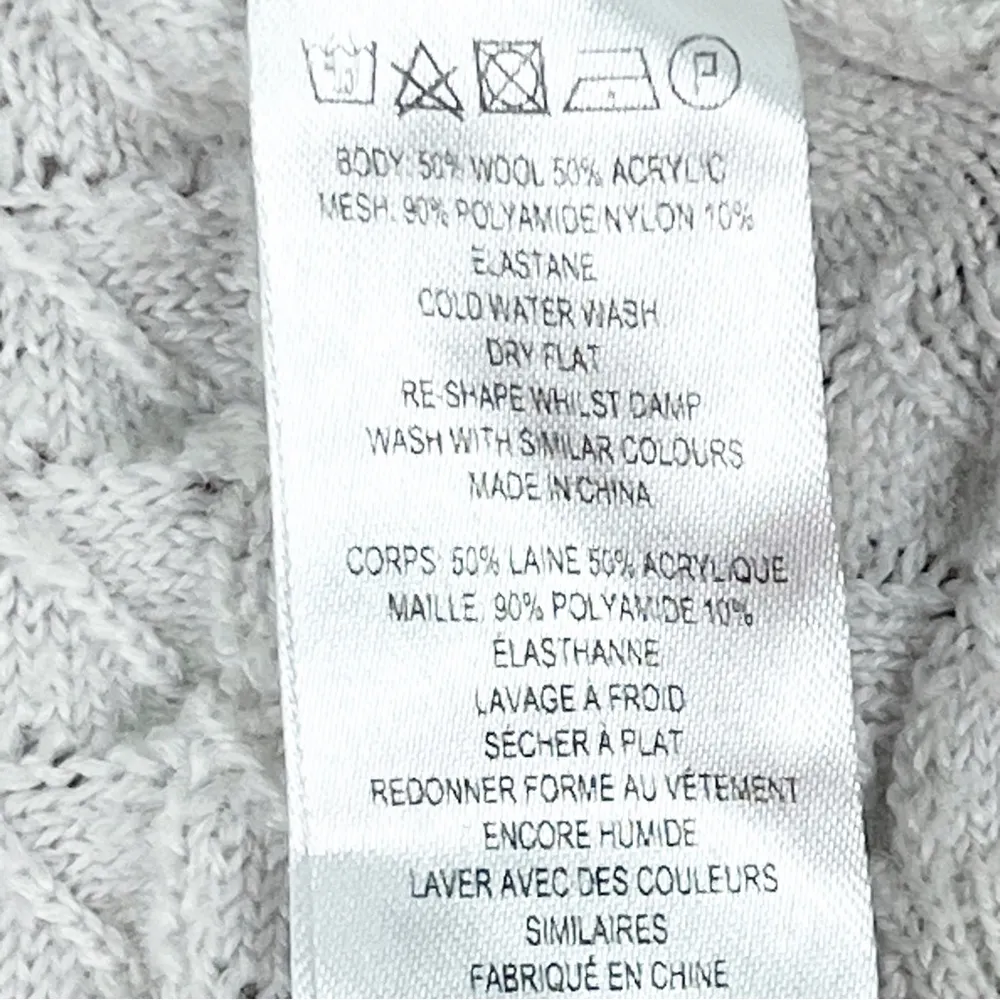 P
BODY: 50% WOOL 50% ACRYLIC
MESH: 90% POLYAMIDE/NYLON 10%
ELASTANE
COLD WATER WASH
DRY FLAT
RE-SHAPE WHILST DAMP
WASH WITH SIMILAR COLOURS
MADE IN CHINA
CORPS: 50% LAINE 50% ACRYLIQUE
MAILLE: 90% POLYAMIDE 10%
ÉLASTHANNE
LAVAGE À FROID
SÉCHER À PLAT
REDONNER FORME AU VÊTEMENT
ENCORE HUMIDE
LAVER AVEC DES COULEURS
SIMILAIRES
FABRIQUÉ EN CHINE